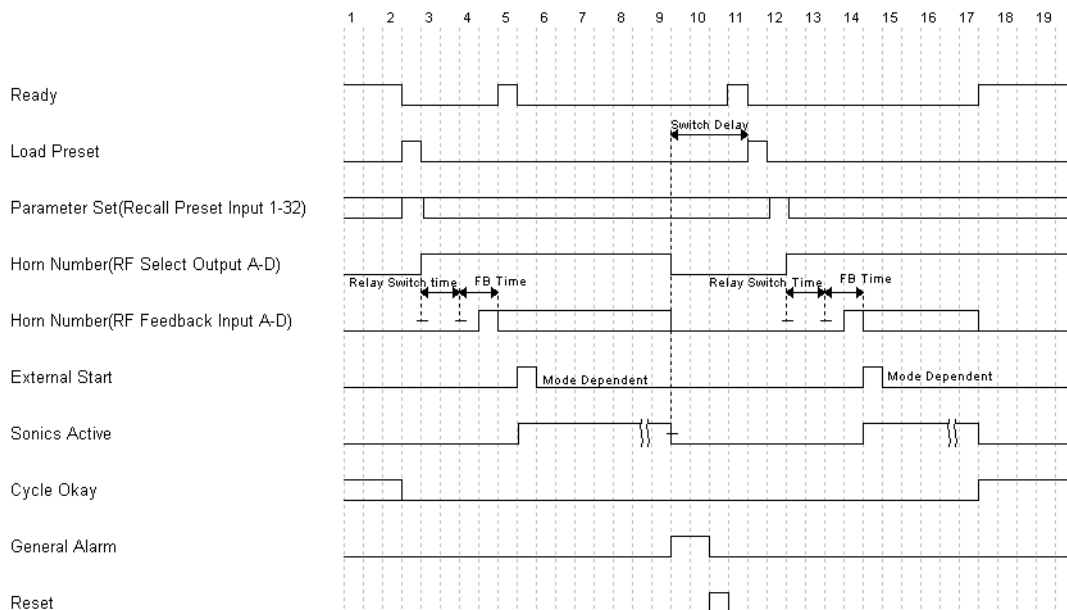 1 2 3 4 5 6 7 8 9 10 11 12 13 14 15 16 17 18 19
Ready
Switch Delay
Load Preset
Parameter Set(Recall Preset Input 1-32)
Horn Number(RF Select Output A-D)
Relay Switch time FB Time Relay Switch Time FB Time
Horn Number(RF Feedback Input A-D)
External Start
Mode Dependent Mode Dependent
Sonics Active
Cycle Okay
General Alarm
Reset